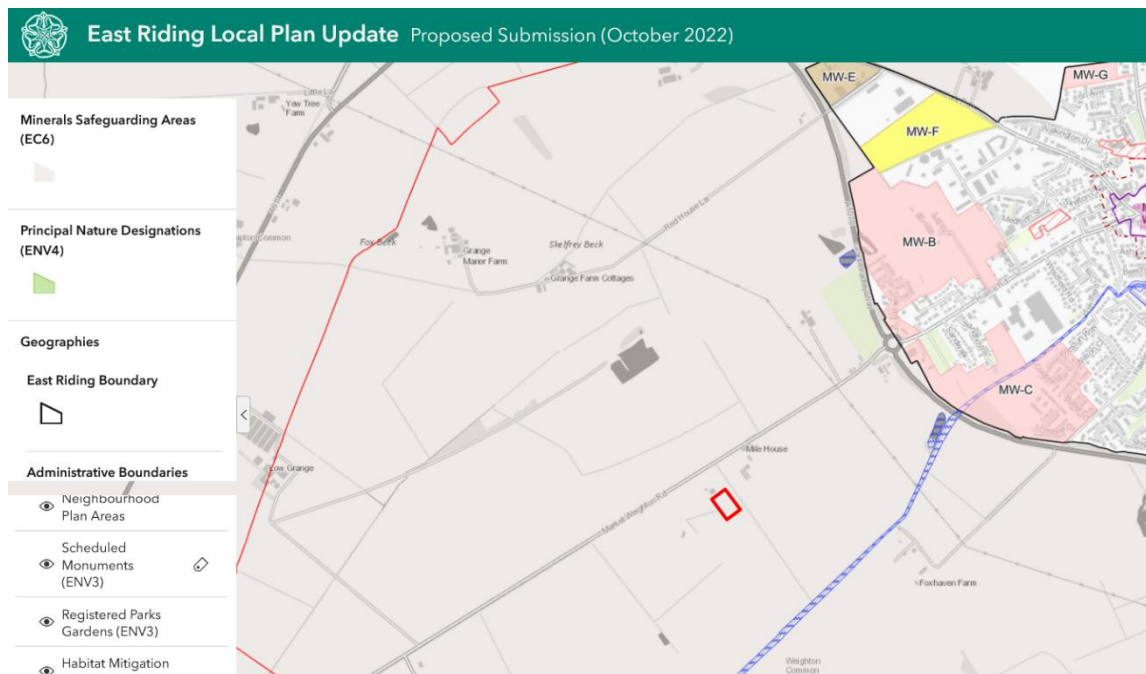 East Riding Local Plan Update Proposed Submission (October 2022)
Minerals Safeguarding Areas
(EC6)
Principal Nature Designations
(ENV4)
Geographies
East Riding Boundary
Administrative Boundaries
Neighbourhood
Plan Areas
Scheduled
Monuments
(ENV3)
Registered Parks
Gardens (ENV3)
Habitat Mitigation
Yew Tree
Farm
Fox Beck
Grange
Manor Farm
Skelfrey Beck
Red House La
Grange Farm Cottages
Low Grange
Market Weighton Rd
Mile House
Foxhaven Farm
Weighton
Common
MW-E
MW-F
MW-G
MW-B
MW-C